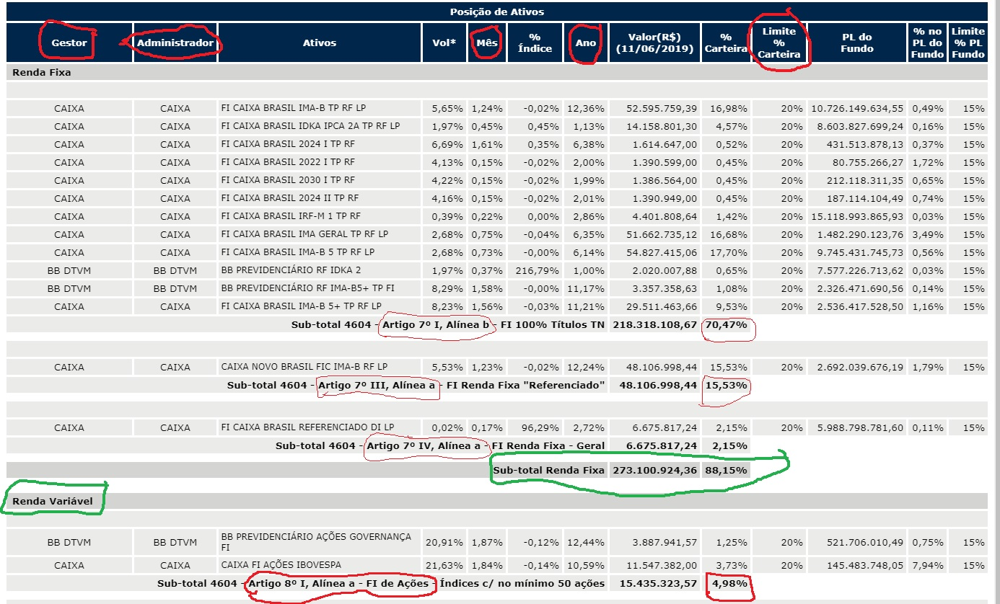 Posição de Ativos
Gestor Administrador Ativos Vol* Mês % Índice Ano Valor(R$) (11/06/2019) % Carteira Limite % Carteira PL do Fundo % no PL do Fundo Limite % PL Fundo
Renda Fixa
CAIXA CAIXA FI CAIXA BRASIL IMA-B TP RF LP 5,65% 1,24% -0,02% 12,36% 52.595.759,39 16,98% 20% 10.726.149.634,55 0,49% 15%
CAIXA CAIXA FI CAIXA BRASIL IDKA IPCA 2A TP RF LP 1,97% 0,45% 0,45% 1,13% 14.158.801,30 4,57% 20% 8.603.827.699,24 0,16% 15%
CAIXA CAIXA FI CAIXA BRASIL 2024 I TP RF 6,69% 1,61% 0,35% 6,38% 1.614.647,00 0,52% 20% 431.513.878,13 0,37% 15%
CAIXA CAIXA FI CAIXA BRASIL 2022 I TP RF 4,13% 0,15% -0,02% 2,00% 1.390.599,00 0,45% 20% 80.755.266,27 1,72% 15%
CAIXA CAIXA FI CAIXA BRASIL 2030 I TP RF 4,22% 0,15% -0,02% 1,99% 1.386.564,00 0,45% 20% 212.118.311,35 0,65% 15%
CAIXA CAIXA FI CAIXA BRASIL 2024 II TP RF 4,16% 0,15% -0,02% 2,01% 1.390.949,00 0,45% 20% 187.114.104,49 0,74% 15%
CAIXA CAIXA FI CAIXA BRASIL IRF-M 1 TP RF 0,39% 0,22% 0,00% 2,86% 4.401.808,64 1,42% 20% 15.118.993.865,93 0,03% 15%
CAIXA CAIXA FI CAIXA BRASIL IMA GERAL TP RF LP 2,68% 0,75% -0,04% 6,35% 51.662.735,12 16,68% 20% 1.482.290.123,76 3,49% 15%
CAIXA CAIXA FI CAIXA BRASIL IMA-B 5 TP RF LP 2,68% 0,73% -0,00% 6,14% 54.827.415,06 17,70% 20% 9.745.431.745,73 0,56% 15%
BB DTVM BB DTVM BB PREVIDENCIÁRIO RF IDKA 2 1,97% 0,37% 216,79% 1,00% 2.020.007,88 0,65% 20% 7.577.226.713,62 0,03% 15%
BB DTVM BB DTVM BB PREVIDENCIÁRIO RF IMA-B5+ TP FI 8,29% 1,58% -0,00% 11,17% 3.357.358,63 1,08% 20% 2.326.471.690,56 0,14% 15%
CAIXA CAIXA FI CAIXA BRASIL IMA-B 5+ TP RF LP 8,23% 1,56% -0,03% 11,21% 29.511.463,66 9,53% 20% 2.536.417.528,50 1,16% 15%
Sub-total 4604 - Artigo 7º I, Alínea b - FI 100% Títulos TN 218.318.108,67 70,47%
CAIXA CAIXA CAIXA NOVO BRASIL FIC IMA-B RF LP 5,53% 1,23% -0,02% 12,24% 48.106.998,44 15,53% 20% 2.692.039.676,19 1,79% 15%
Sub-total 4604 - Artigo 7º III, Alínea a - FI Renda Fixa "Referenciado" 48.106.998,44 15,53%
CAIXA CAIXA FI CAIXA BRASIL REFERENCIADO DI LP 0,02% 0,17% 96,29% 2,72% 6.675.817,24 2,15% 20% 5.988.798.781,60 0,11% 15%
Sub-total 4604 - Artigo 7º IV, Alínea a - FI Renda Fixa - Geral 6.675.817,24 2,15%
Sub-total Renda Fixa 273.100.924,36 88,15%
Renda Variável
BB DTVM BB DTVM BB PREVIDENCIÁRIO AÇÕES GOVERNANÇA FI 20,91% 1,87% -0,12% 12,44% 3.887.941,57 1,25% 20% 521.706.010,49 0,75% 15%
CAIXA CAIXA CAIXA FI AÇÕES IBOVESPA 21,63% 1,84% -0,14% 10,59% 11.547.382,00 3,73% 20% 145.483.748,05 7,94% 15%
Sub-total 4604 - Artigo 8º I, Alínea a - FI de Ações - Índices c/ no mínimo 50 ações 15.435.323,57 4,98%